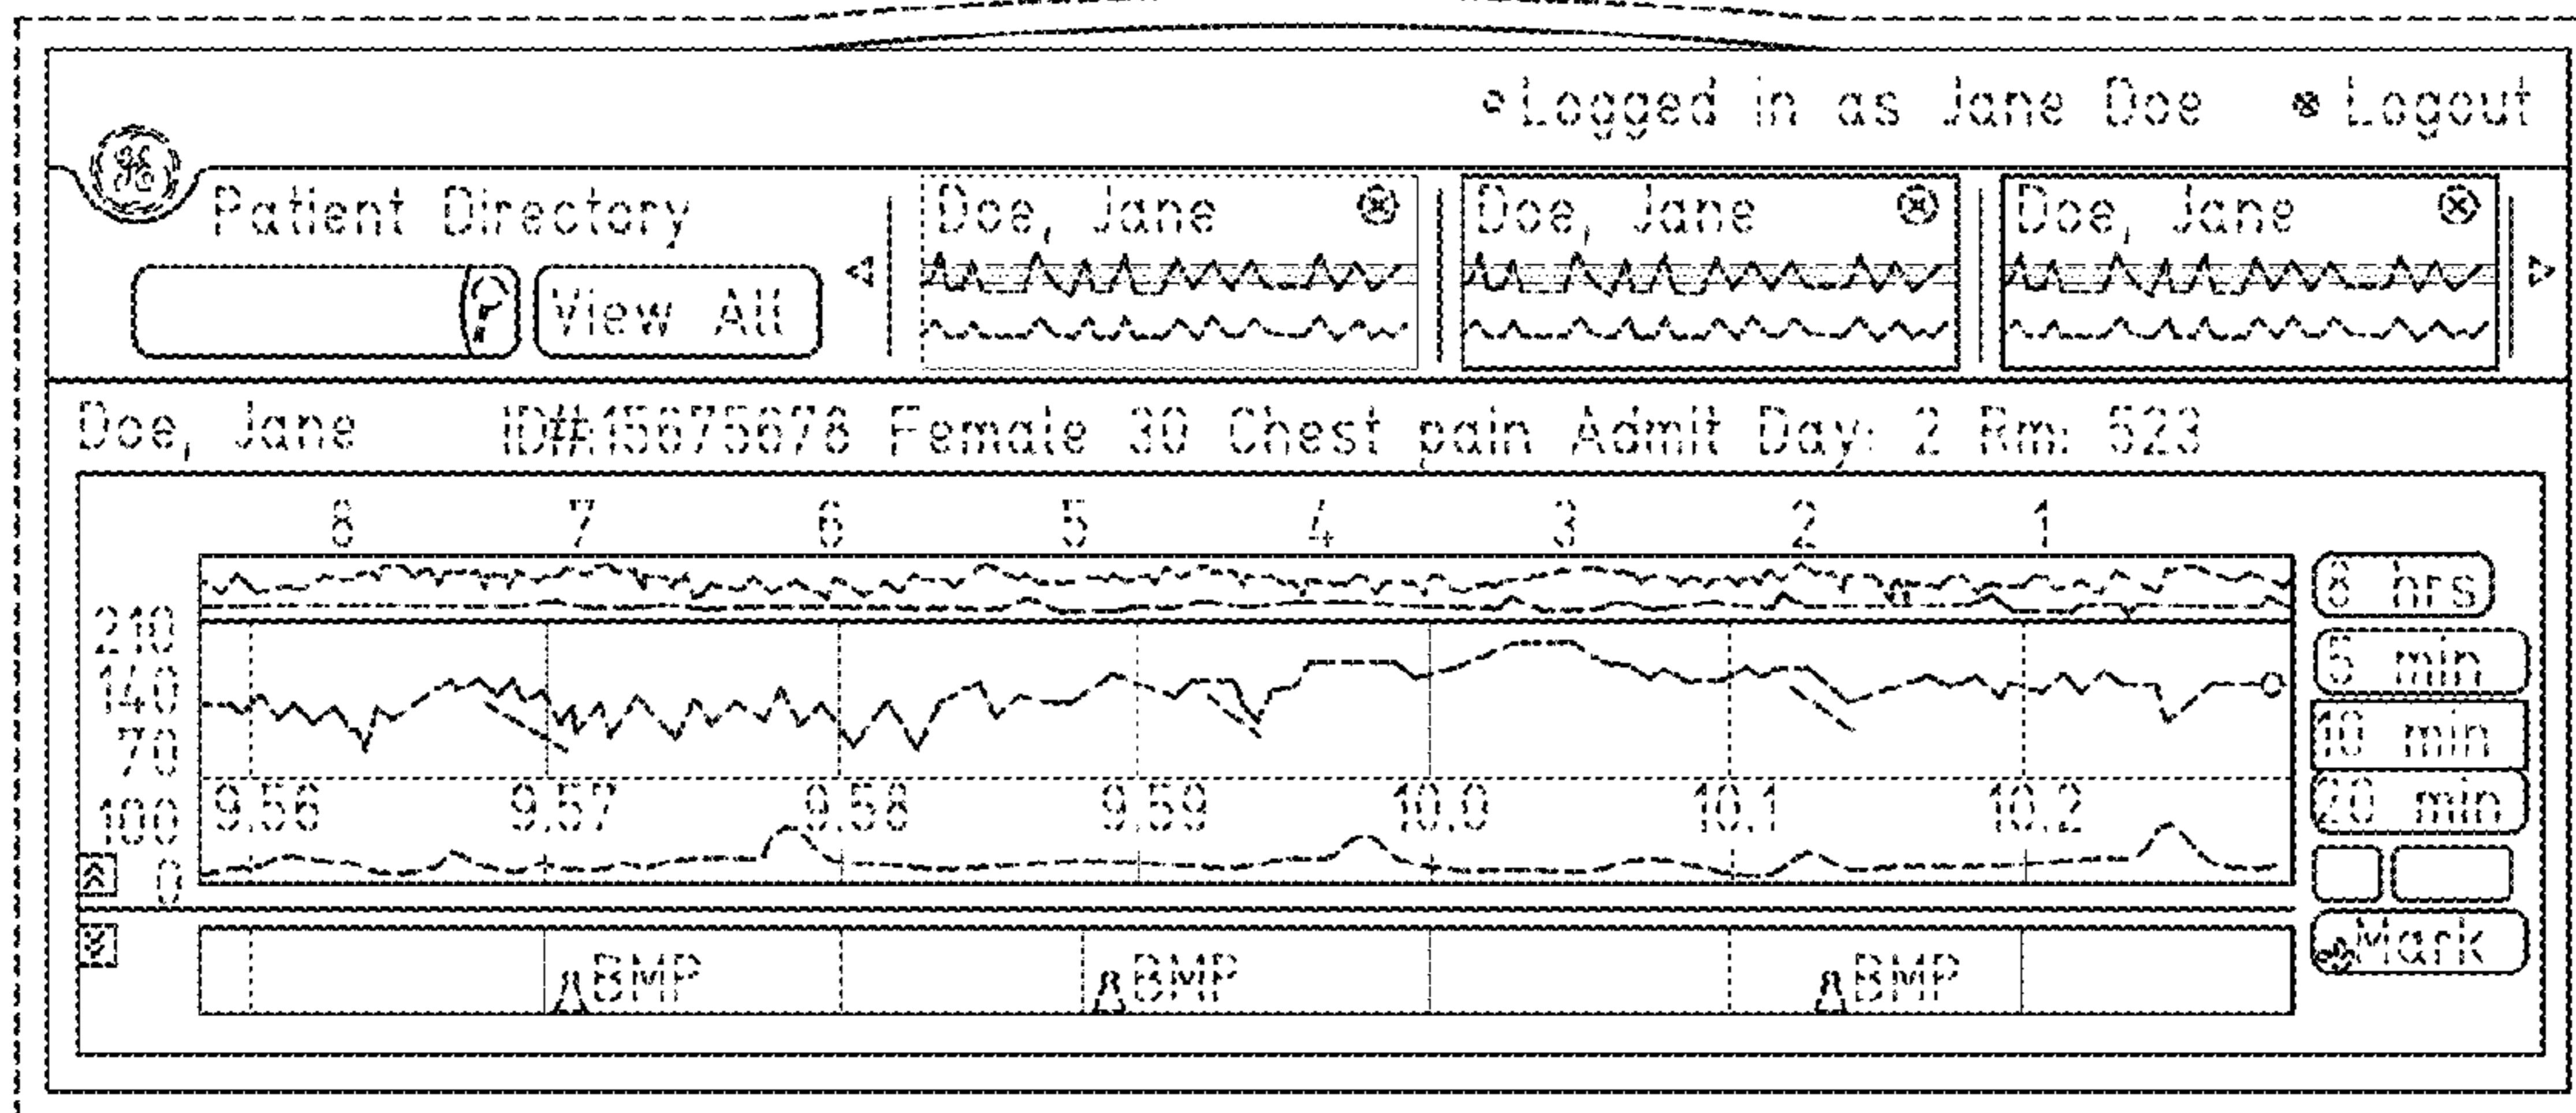 Logged in as Jane Doe Logout
Patient Directory
Doe, Jane Doe, Jane Doe, Jane
View All
Doe, Jane ID#:15675678 Female 30 Chest pain Admit Day: 2 Rm: 523
8 7 6 5 4 3 2 1
8 hrs
210
5 min
140
10 min
70
9.56 9.57 9.58 9.59 10.0 10.1 10.2
20 min
100
0
Mark
BMP BMP BMP